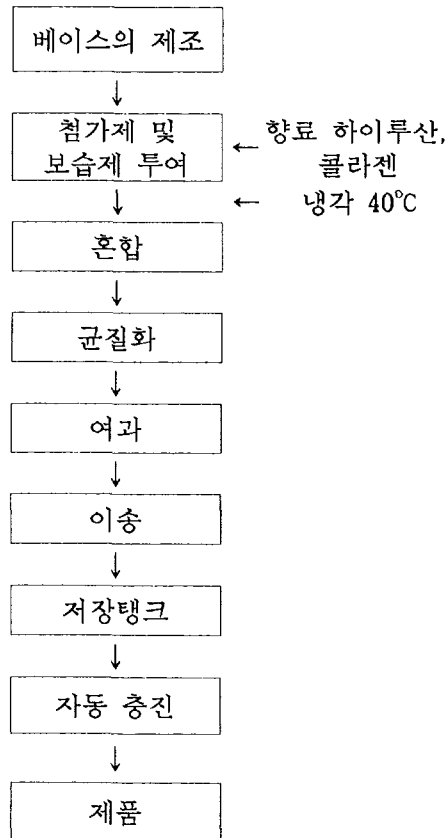 베이스의 제조
↓
첨가제 및
보습제 투여
← 향료 하이루산,
콜라젠
↓
← 냉각 40℃
혼합
↓
균질화
↓
여과
↓
이송
↓
저장탱크
↓
자동 충진
↓
제품